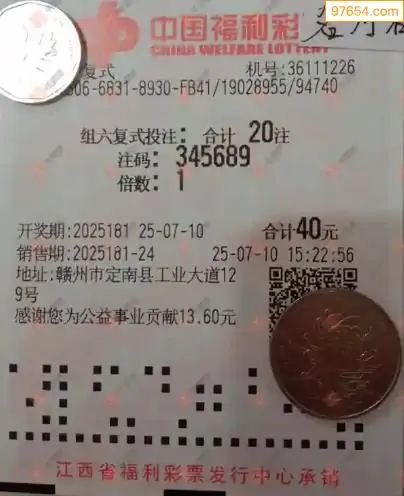 97654.com
中国福利彩
CHINA WELFARE LOTTERY
复式
机号:36111226
606-6831-8930-FB41/19028955/94740
组六复式投注: 合计 20注
注码: 345689
倍数: 1
开奖期:2025181 25-07-10 合计40元
销售期:2025181-24 25-07-10 15:22:56
地址:赣州市定南县工业大道12
9号
感谢您为公益事业贡献13.60元
江西省福利彩票发行中心承销